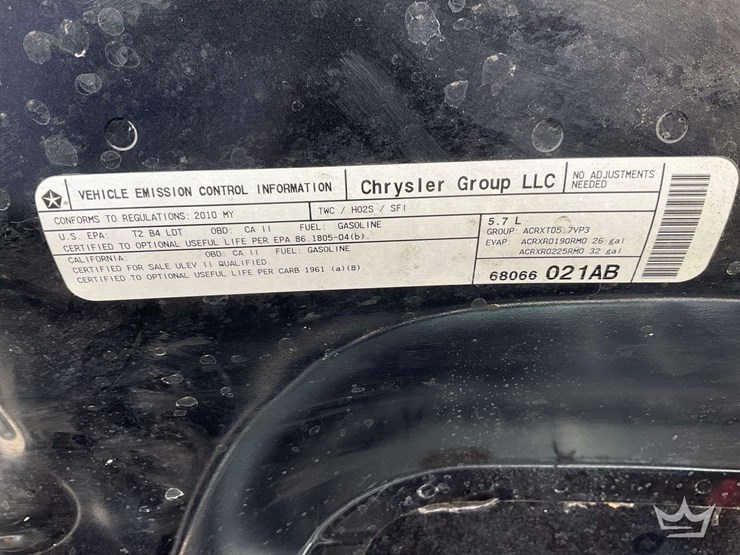 VEHICLE EMISSION CONTROL INFORMATION
Chrysler Group LLC
NO ADJUSTMENTS
NEEDED
CONFORMS TO REGULATIONS: 2010 MY
TWC / HO2S / SFI
U.S. EPA: T2 B4 LDT OBD: CA II FUEL: GASOLINE
CERTIFIED TO OPTIONAL USEFUL LIFE PER EPA 86.1805-04(b).
CALIFORNIA: OBD: CA II FUEL: GASOLINE
CERTIFIED FOR SALE ULEV II QUALIFIED.
CERTIFIED TO OPTIONAL USEFUL LIFE PER CARB 1961 (a)(8).
5.7 L
GROUP: ACRXT05.7VP3
EVAP: ACRXR0190RM0 26 gal
ACRXR0225RM0 32 gal
68066 021AB